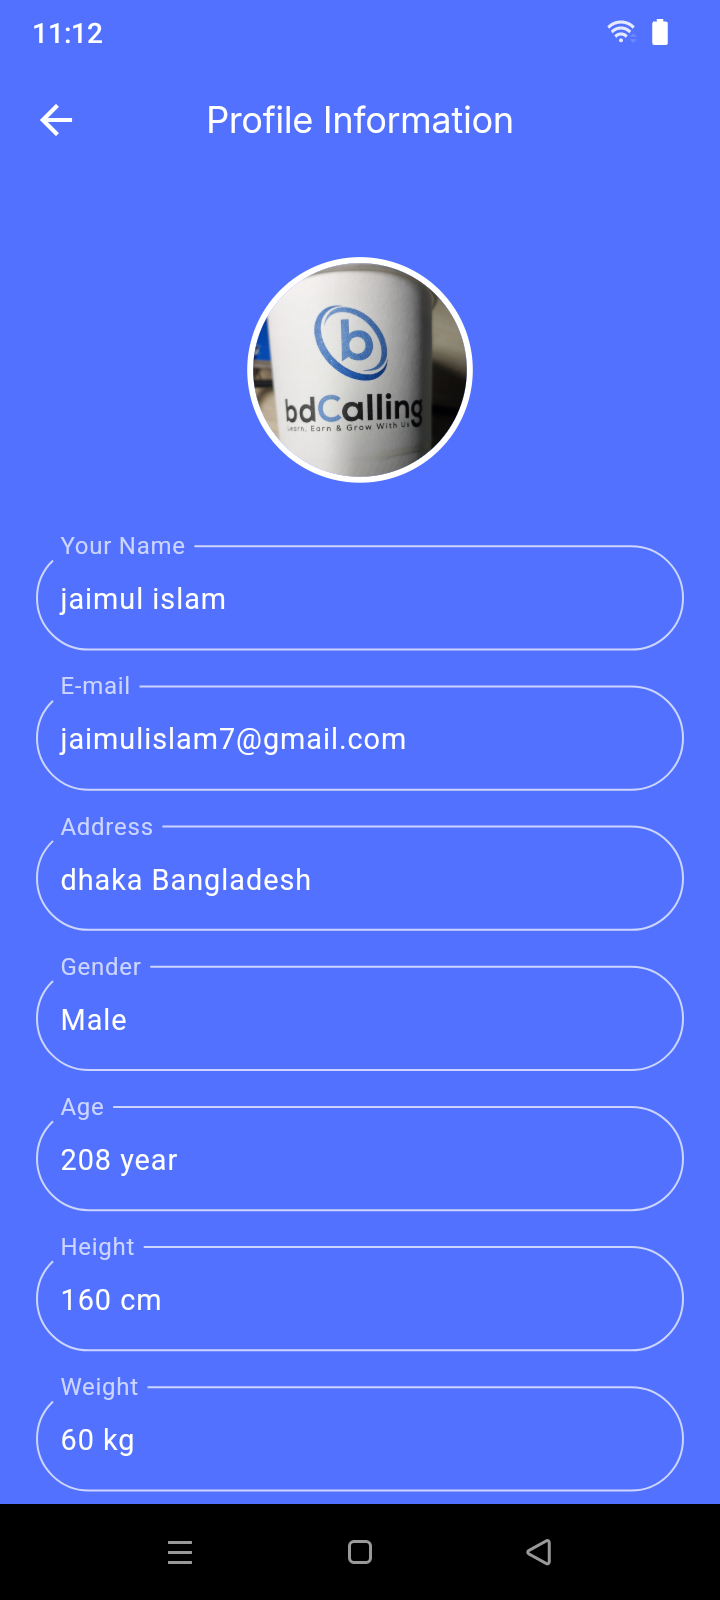 11:12
Profile Information
b
bdCalling
Learn, Earn & Grow With Us
Your Name
jaimul islam
E-mail
jaimulislam7@gmail.com
Address
dhaka Bangladesh
Gender
Male
Age
208 year
Height
160 cm
Weight
60 kg